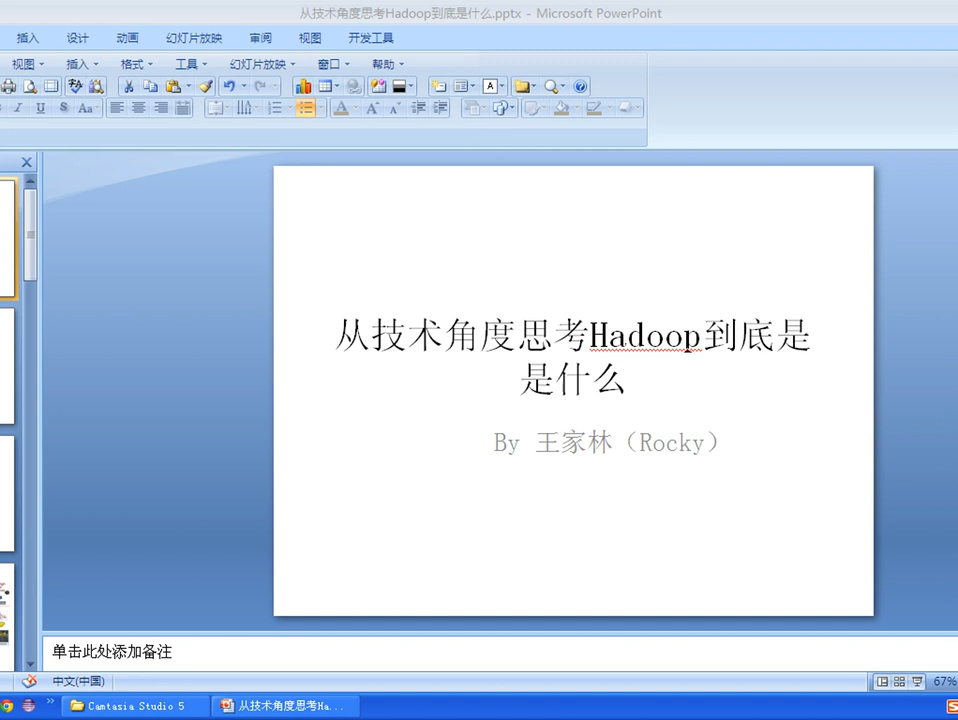 从技术角度思考Hadoop到底是什么.pptx - Microsoft PowerPoint
插入 设计 动画 幻灯片放映 审阅 视图 开发工具
视图 插入 格式 工具 幻灯片放映 窗口 帮助
从技术角度思考Hadoop到底是
是什么
By 王家林（Rocky）
单击此处添加备注
中文(中国)
67%
Camtasia Studio 5
从技术角度思考Ha...